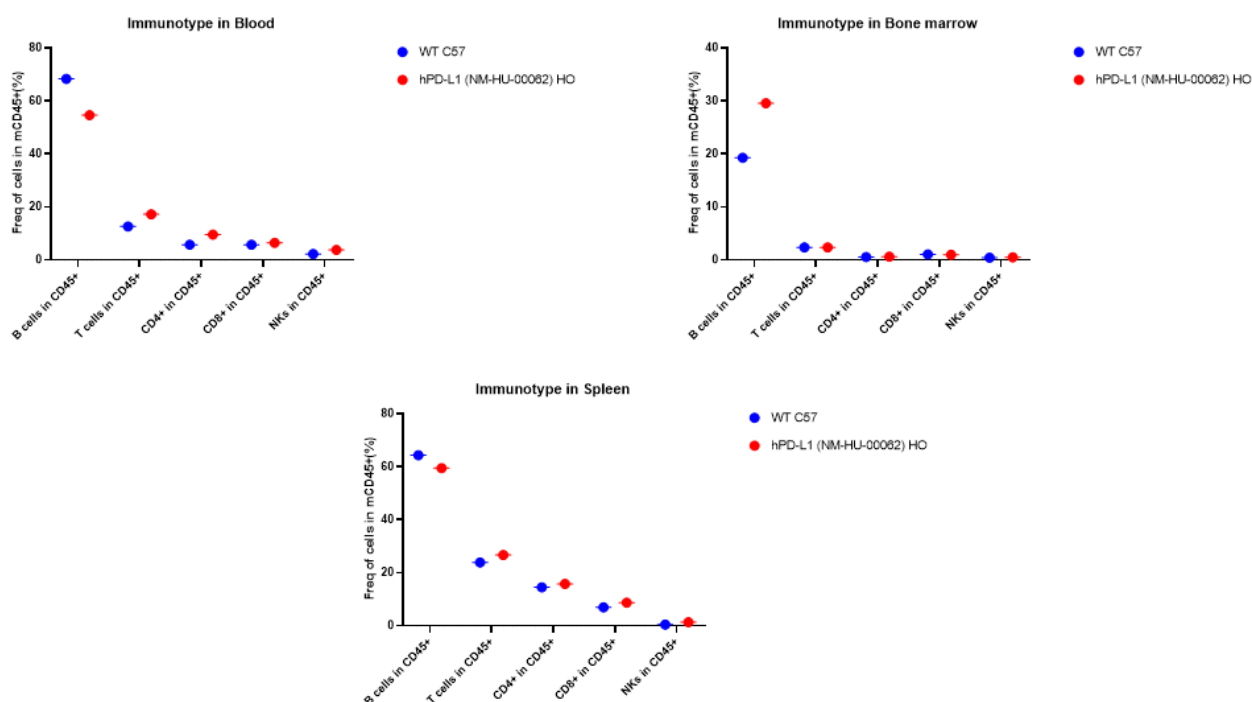 Immunotype in Blood
Freq of cells in mCD45+(%)
80
60
40
20
0
B cells in CD45+
T cells in CD45+
CD4+ in CD45+
CD8+ in CD45+
NKs in CD45+
WT C57
hPD-L1 (NM-HU-00062) HO
Immunotype in Bone marrow
Freq of cells in mCD45+(%)
40
30
20
10
0
B cells in CD45+
T cells in CD45+
CD4+ in CD45+
CD8+ in CD45+
NKs in CD45+
WT C57
hPD-L1 (NM-HU-00062) HO
Immunotype in Spleen
Freq of cells in mCD45+(%)
80
60
40
20
0
B cells in CD45+
T cells in CD45+
CD4+ in CD45+
CD8+ in CD45+
NKs in CD45+
WT C57
hPD-L1 (NM-HU-00062) HO